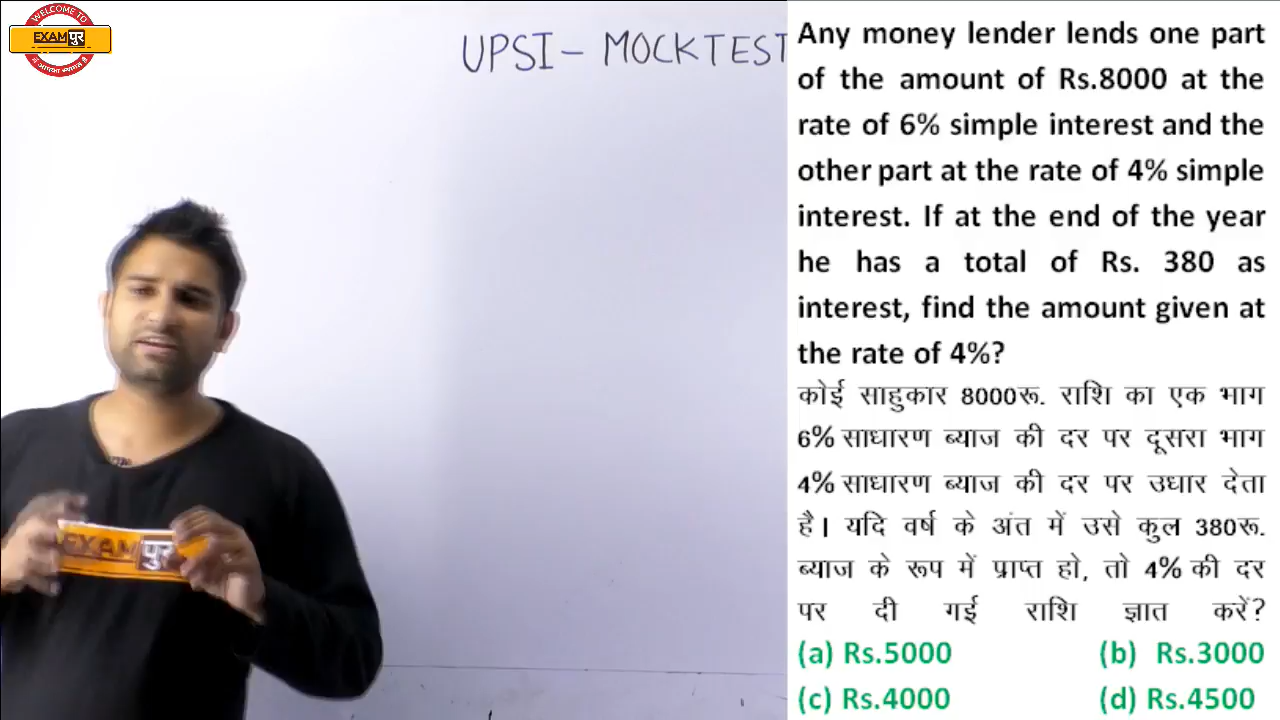 WELCOME TO
EXAMपुर
UPSI - MOCKTEST
Any money lender lends one part
of the amount of Rs.8000 at the
rate of 6% simple interest and the
other part at the rate of 4% simple
interest. If at the end of the year
he has a total of Rs. 380 as
interest, find the amount given at
the rate of 4%?
कोई साहुकार 8000रू. राशि का एक भाग
6% साधारण ब्याज की दर पर दूसरा भाग
4% साधारण ब्याज की दर पर उधार देता
है। यदि वर्ष के अंत में उसे कुल 380रू.
ब्याज के रूप में प्राप्त हो, तो 4% की दर
पर दी गई राशि ज्ञात करें?
(a) Rs.5000 (b) Rs.3000
(c) Rs.4000 (d) Rs.4500
EXAMपुर